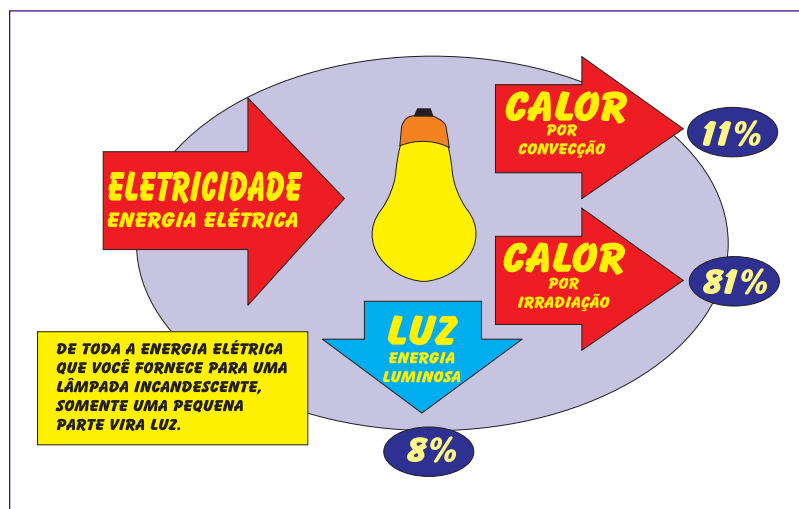 ELETRICIDADE
ENERGIA ELÉTRICA
CALOR
POR
CONVECÇÃO
11%
CALOR
POR
IRRADIAÇÃO
81%
LUZ
ENERGIA
LUMINOSA
8%
DE TODA A ENERGIA ELÉTRICA
QUE VOCÊ FORNECE PARA UMA
LÂMPADA INCANDESCENTE,
SOMENTE UMA PEQUENA
PARTE VIRA LUZ.